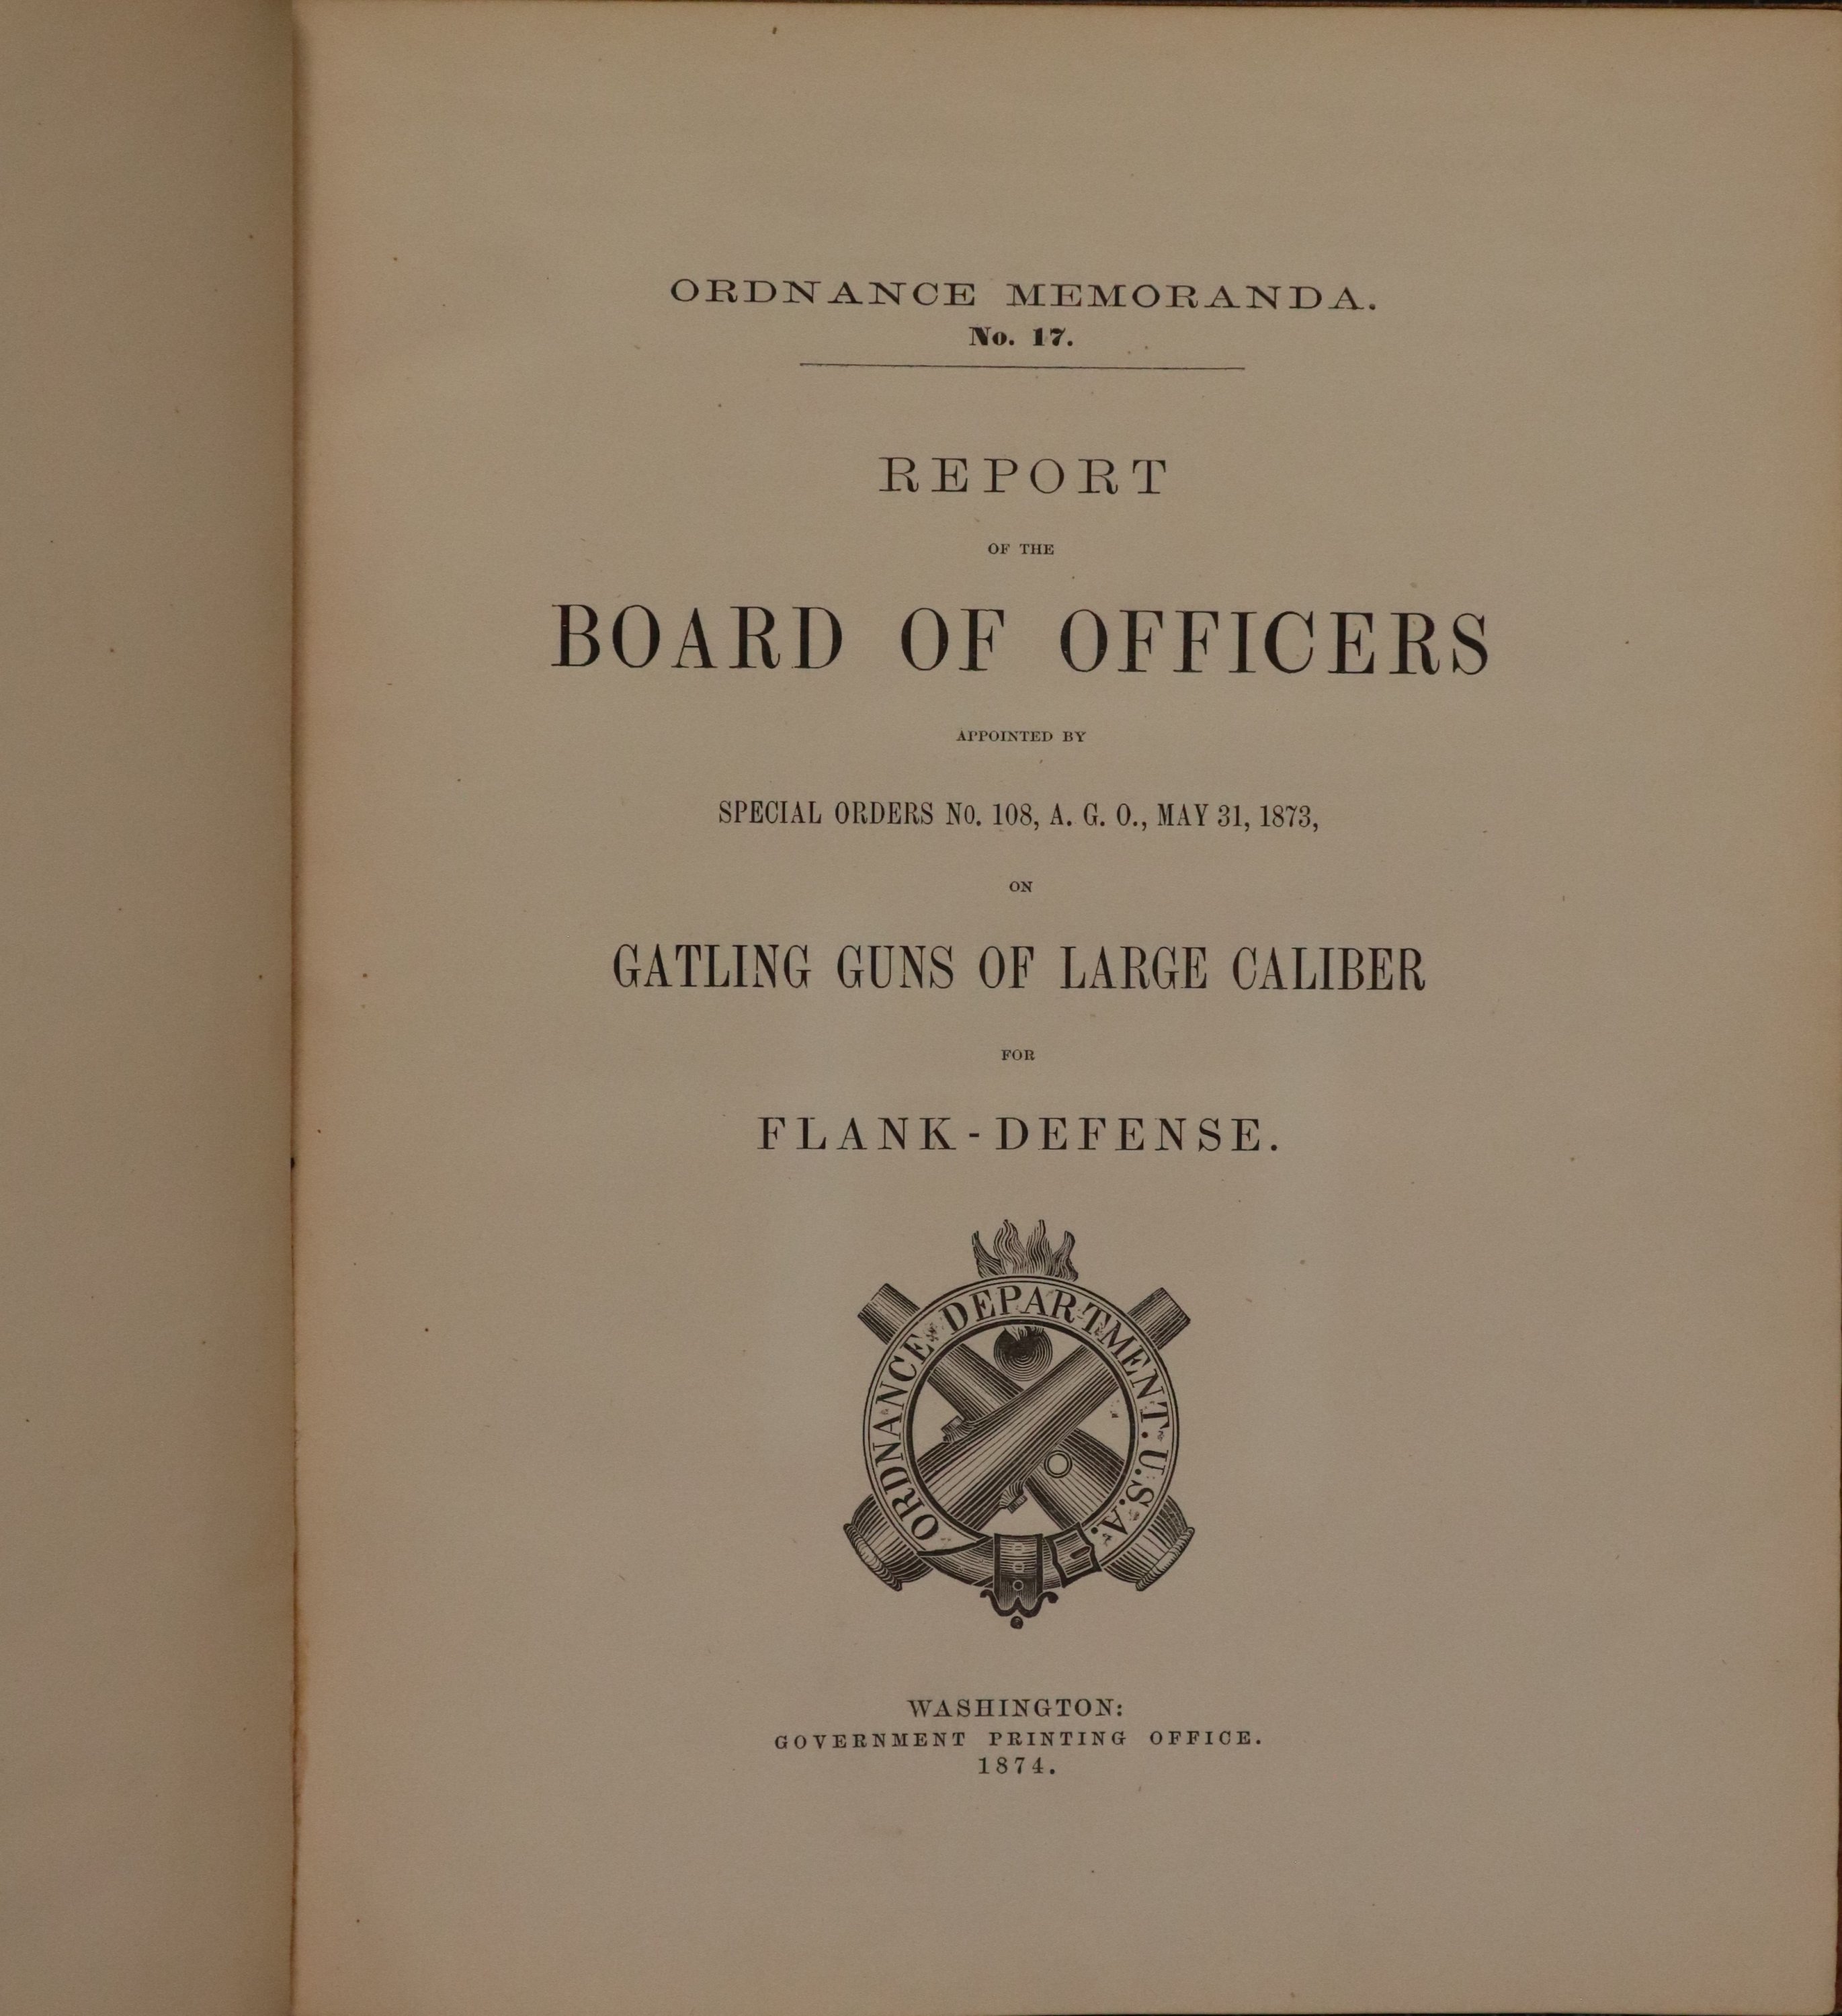 ORDNANCE MEMORANDA.
No. 17.
REPORT
OF THE
BOARD OF OFFICERS
APPOINTED BY
SPECIAL ORDERS No. 108, A. G. O., MAY 31, 1873,
ON
GATLING GUNS OF LARGE CALIBER
FOR
FLANK-DEFENSE.
ORDNANCE DEPARTMENT. U.S.A.
WASHINGTON:
GOVERNMENT PRINTING OFFICE.
1874.